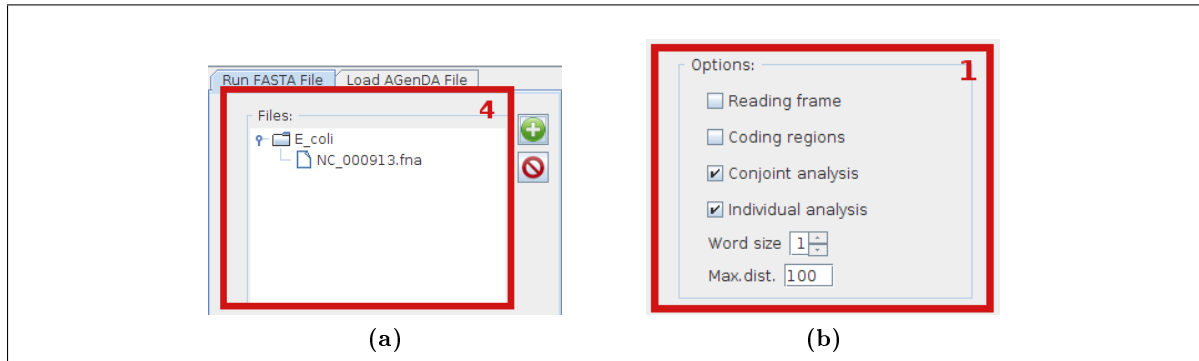 Run FASTA File Load AGenDA File
4
Files:
E_coli
NC_000913.fna
(a)
1
Options:
Reading frame
Coding regions
Conjoint analysis
Individual analysis
Word size 1
Max.dist. 100
(b)